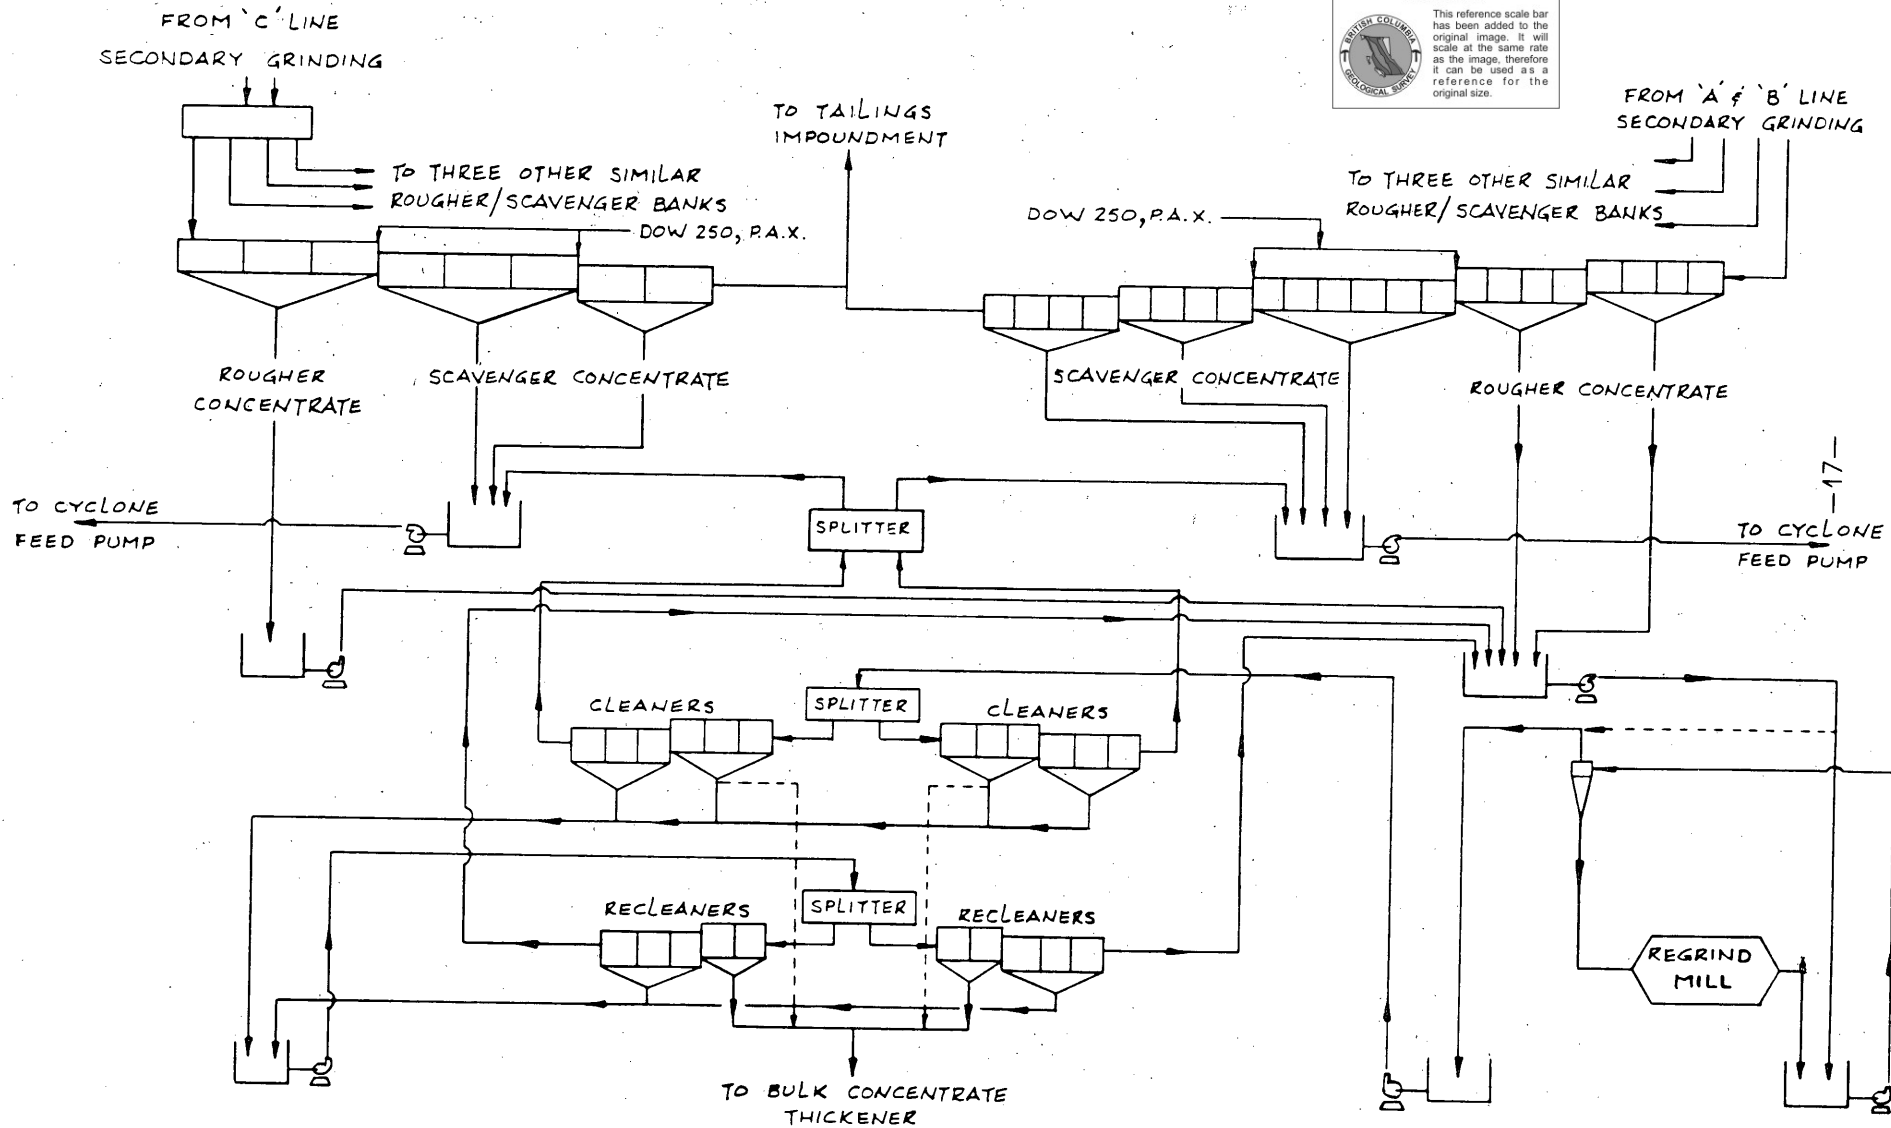 FROM 'C' LINE
SECONDARY GRINDING
TO THREE OTHER SIMILAR
ROUGHER/SCAVENGER BANKS
DOW 250, P.A.X.
TO TAILINGS
IMPOUNDMENT
BRITISH COLUMBIA
GEOLOGICAL SURVEY
This reference scale bar
has been added to the
original image. It will
scale at the same rate
as the image, therefore
it can be used as a
reference for the
original size.
FROM 'A' & 'B' LINE
SECONDARY GRINDING
TO THREE OTHER SIMILAR
ROUGHER/SCAVENGER BANKS
DOW 250, P.A.X.
ROUGHER
CONCENTRATE
SCAVENGER CONCENTRATE
SCAVENGER CONCENTRATE
ROUGHER CONCENTRATE
-17-
TO CYCLONE
FEED PUMP
SPLITTER
TO CYCLONE
FEED PUMP
CLEANERS
SPLITTER
CLEANERS
RECLEANERS
SPLITTER
RECLEANERS
REGRIND
MILL
TO BULK CONCENTRATE
THICKENER